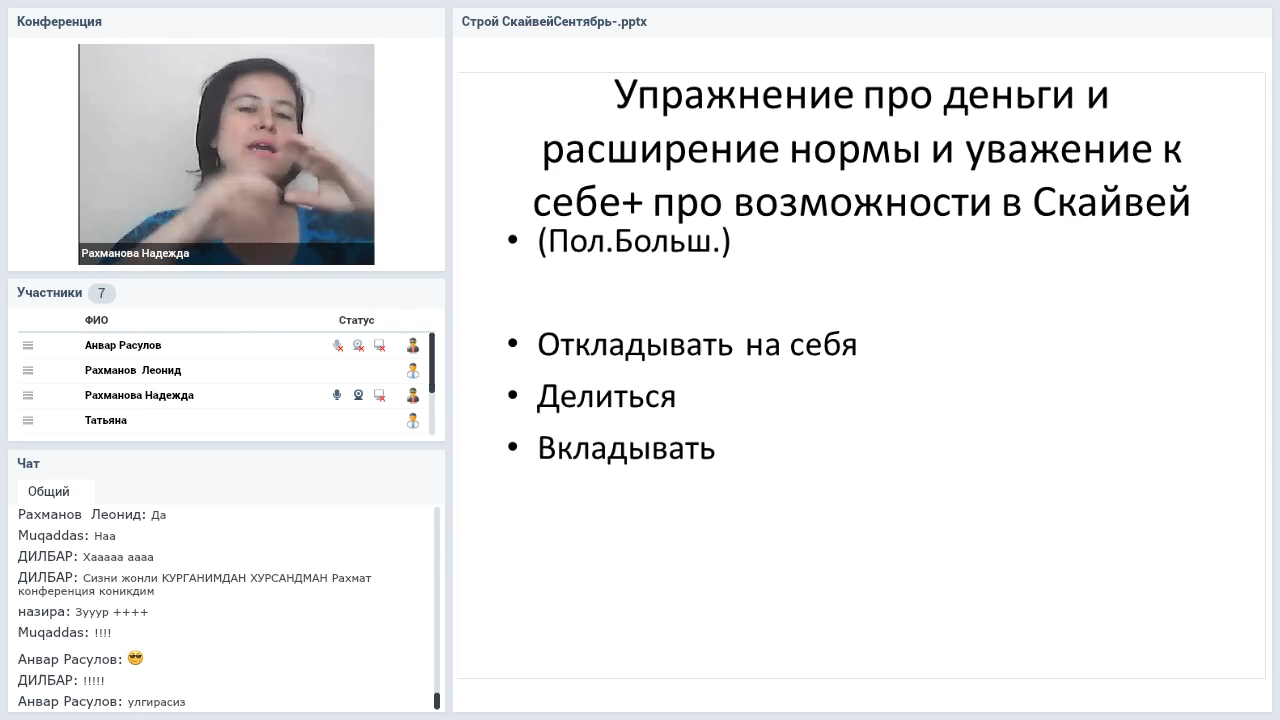 Конференция
Рахманова Надежда
Участники 7
ФИО Статус
Анвар Расулов
Рахманов Леонид
Рахманова Надежда
Татьяна
Чат
Общий
Рахманов Леонид: Да
Muqaddas: Наа
ДИЛБАР: Хааааа аааа
ДИЛБАР: Сизни жонли КУРГАНИМДАН ХУРСАНДМАН Рахмат
конференция коникдим
назира: Зууур ++++
Muqaddas: !!!!
Анвар Расулов:
ДИЛБАР: !!!!!
Анвар Расулов: улгирасиз
Строй СкайвейСентябрь-.pptx
Упражнение про деньги и
расширение нормы и уважение к
себе+ про возможности в Скайвей
• (Пол.Больш.)
• Откладывать на себя
• Делиться
• Вкладывать